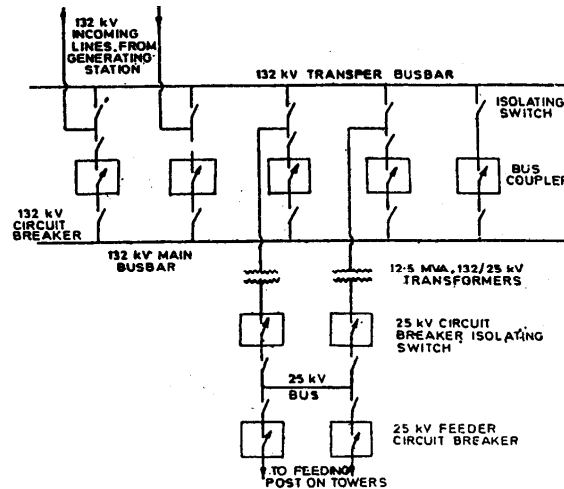 132 kV
INCOMING
LINES, FROM
GENERATING
STATION
132 kV TRANSPER BUSBAR
ISOLATING
SWITCH
BUS
COUPLER
132 kV
CIRCUIT
BREAKER
132 kV MAIN
BUSBAR
12·5 MVA, 132/25 kV
TRANSFORMERS
25 kV CIRCUIT
BREAKER ISOLATING
SWITCH
25 kV
BUS
25 kV FEEDER
CIRCUIT BREAKER
TO FEEDING
POST ON TOWERS